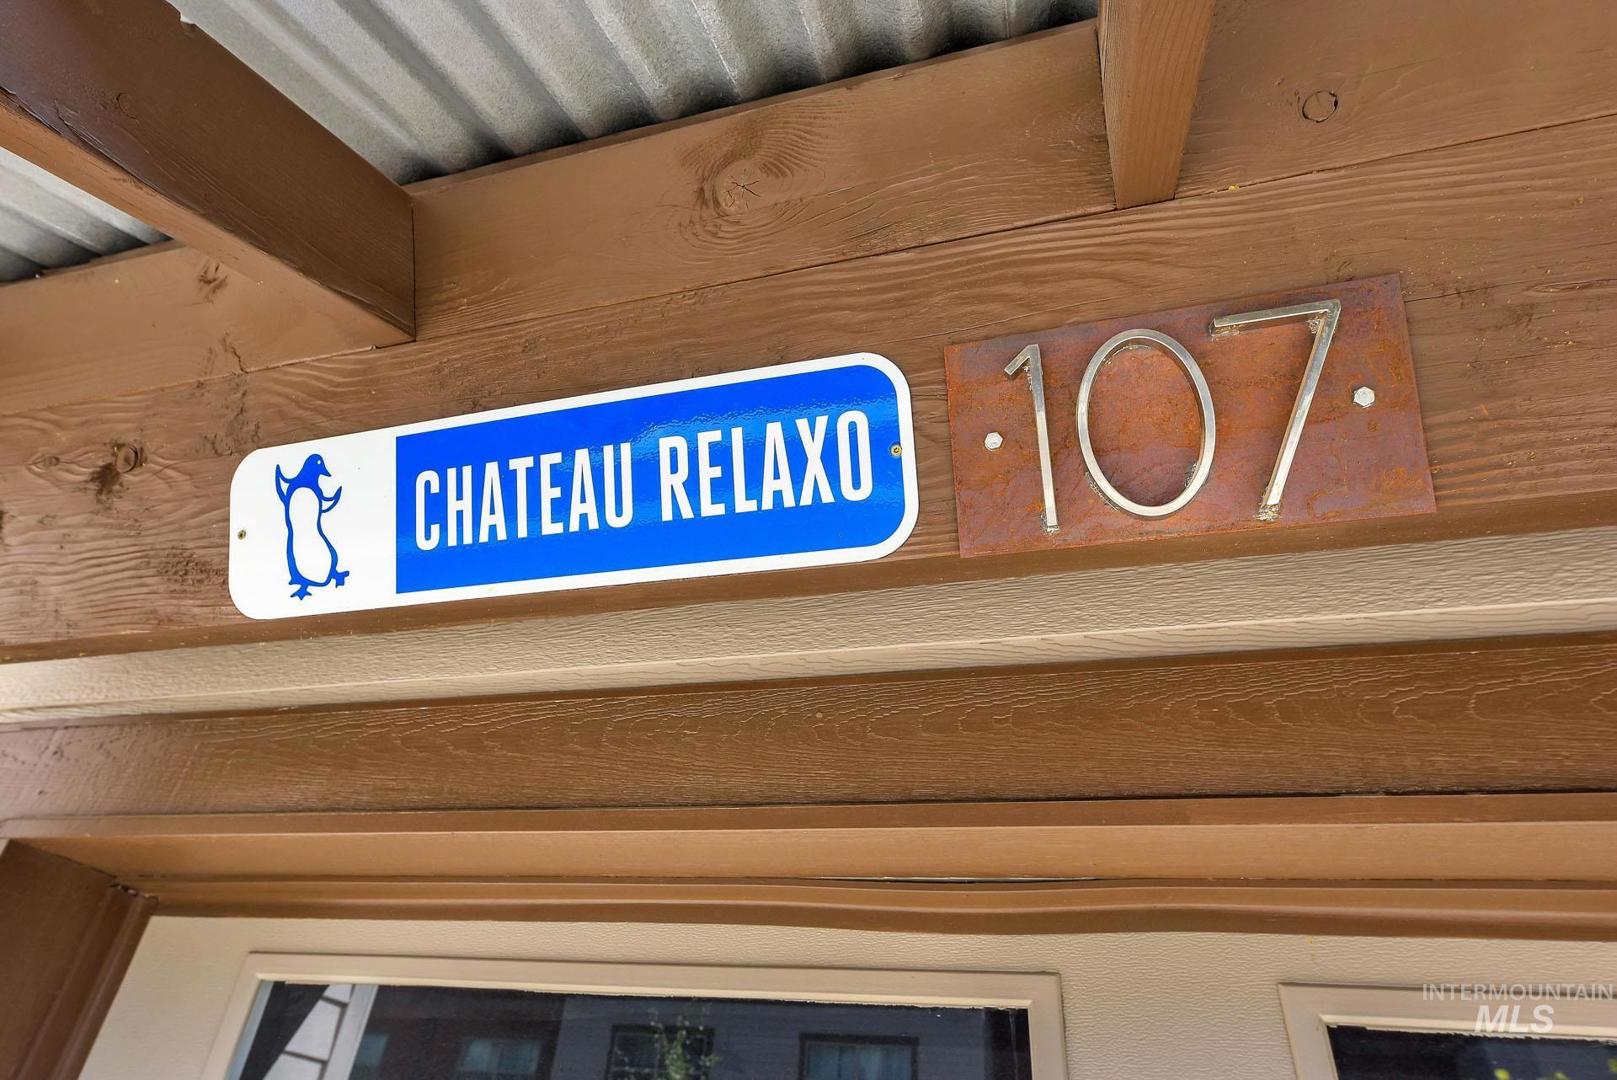 CHATEAU RELAXO
107
INTERMOUNTAIN
MLS